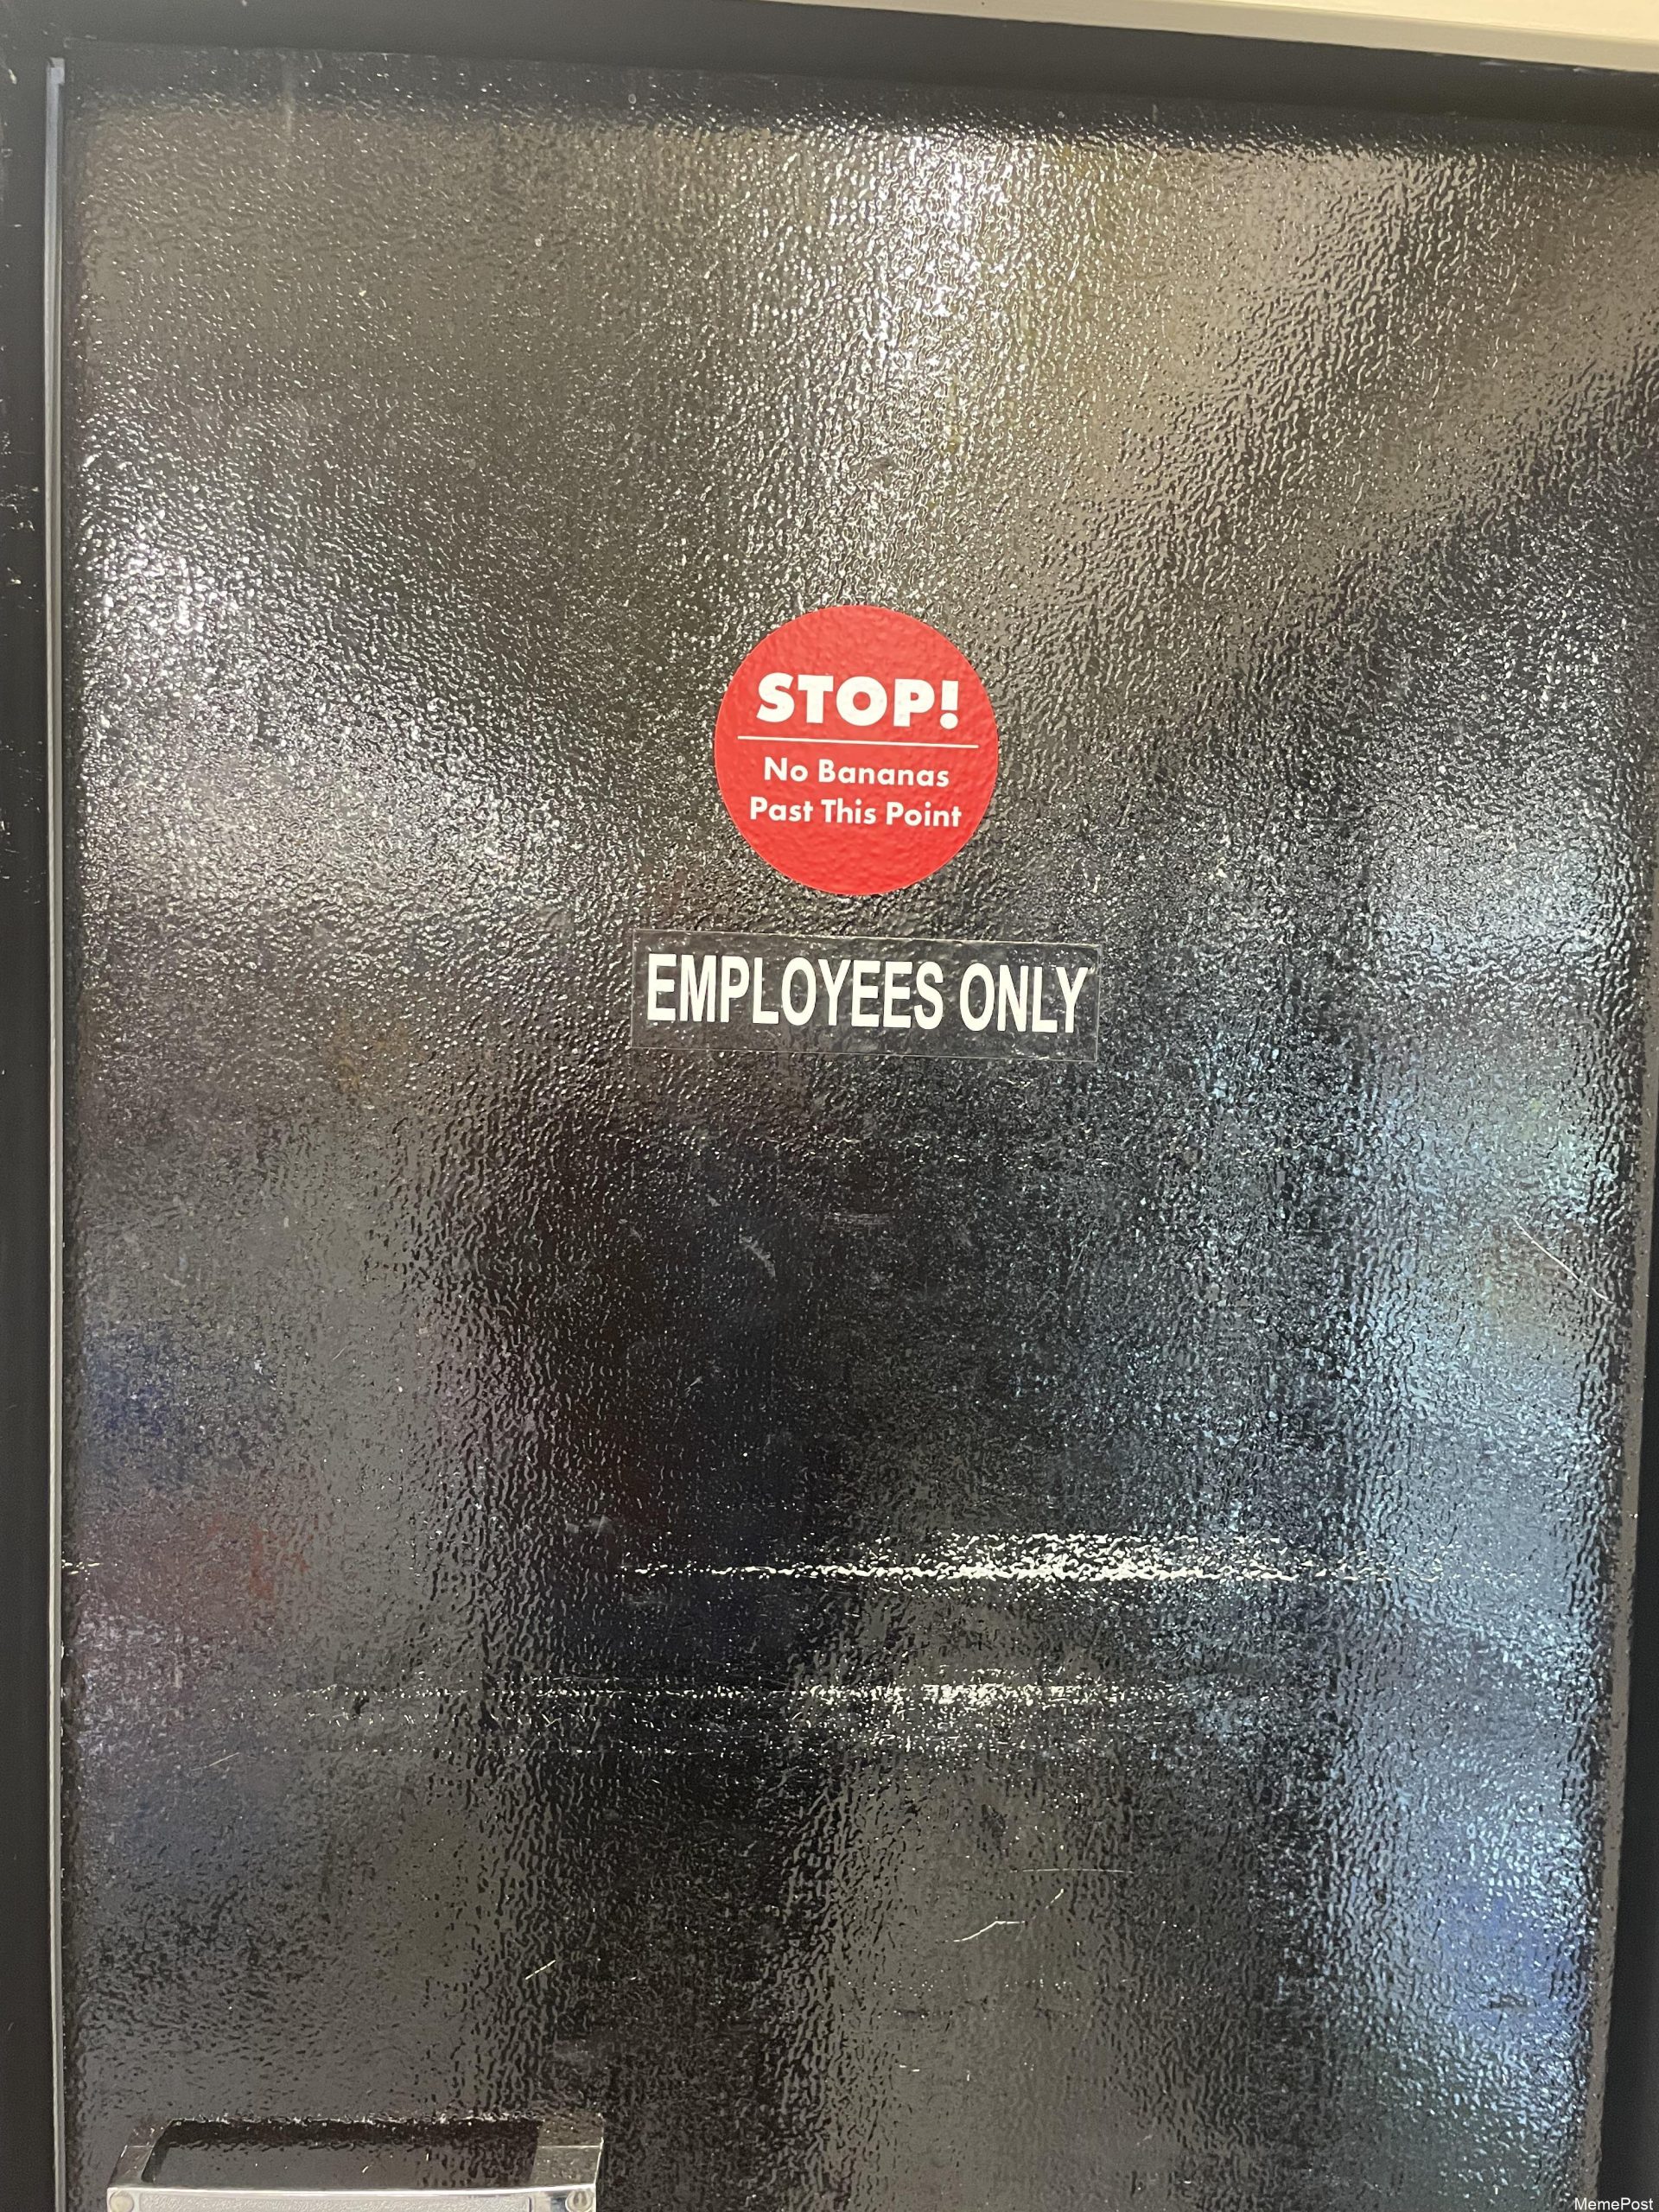 STOP!
No Bananas
Past This Point
EMPLOYEES ONLY
MemePost